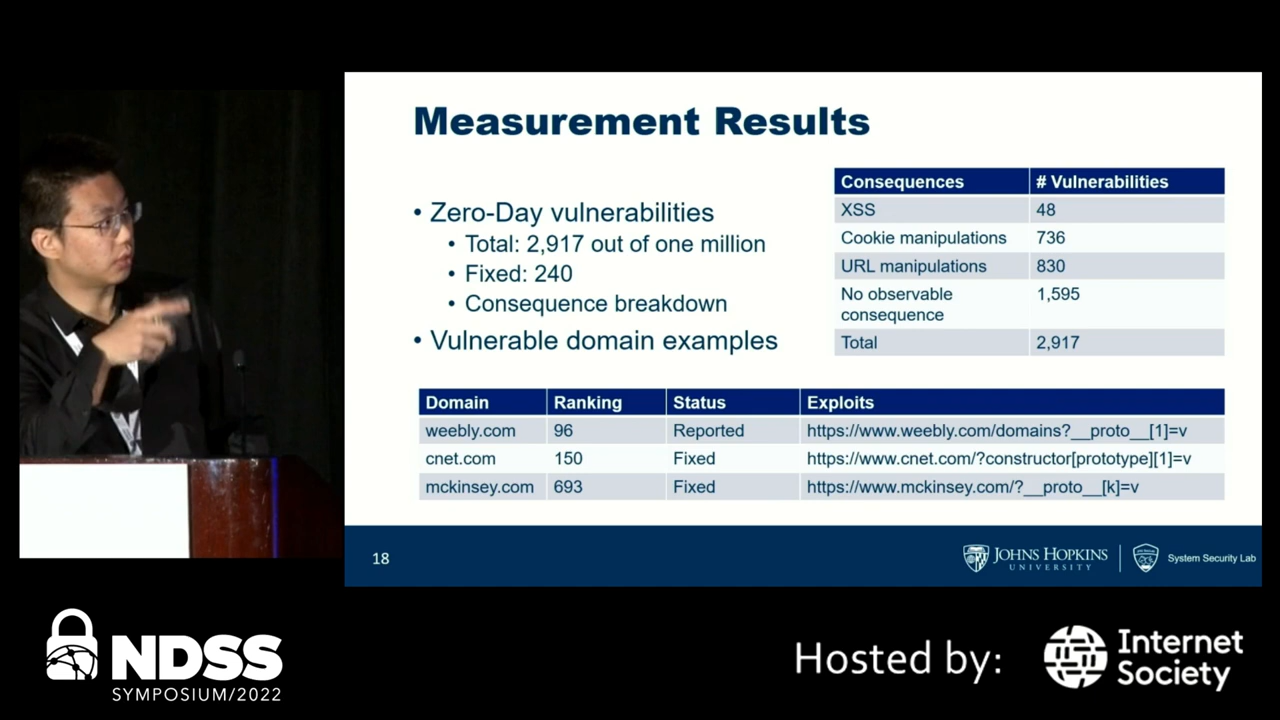 Measurement Results
• Zero-Day vulnerabilities
• Total: 2,917 out of one million
• Fixed: 240
• Consequence breakdown
• Vulnerable domain examples
Consequences # Vulnerabilities
XSS 48
Cookie manipulations 736
URL manipulations 830
No observable
consequence 1,595
Total 2,917
Domain Ranking Status Exploits
weebly.com 96 Reported https://www.weebly.com/domains?__proto__[1]=v
cnet.com 150 Fixed https://www.cnet.com/?constructor[prototype][1]=v
mckinsey.com 693 Fixed https://www.mckinsey.com/?__proto__[k]=v
18
JOHNS HOPKINS
UNIVERSITY
System Security Lab
NDSS
SYMPOSIUM/2022
Hosted by:
Internet
Society